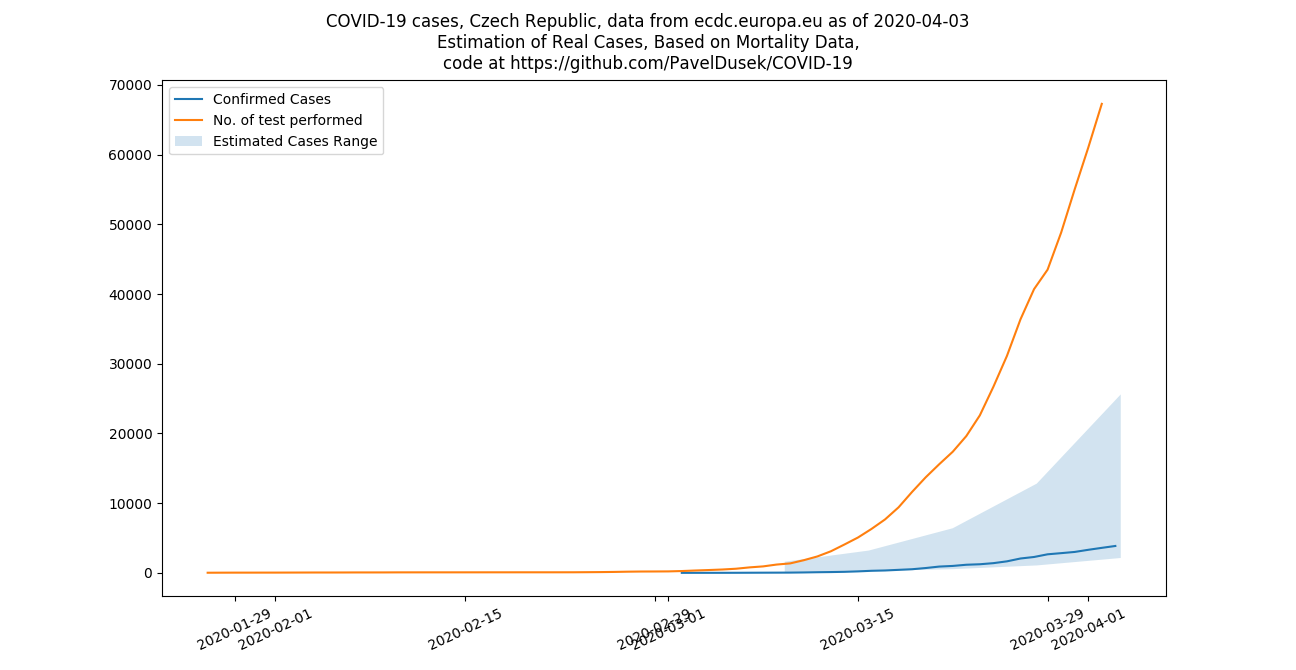 COVID-19 cases, Czech Republic, data from ecdc.europa.eu as of 2020-04-03
Estimation of Real Cases, Based on Mortality Data,
code at https://github.com/PavelDusek/COVID-19
Confirmed Cases
No. of test performed
Estimated Cases Range
70000
60000
50000
40000
30000
20000
10000
0
2020-01-29
2020-02-01
2020-02-15
2020-02-29
2020-03-01
2020-03-15
2020-03-29
2020-04-01